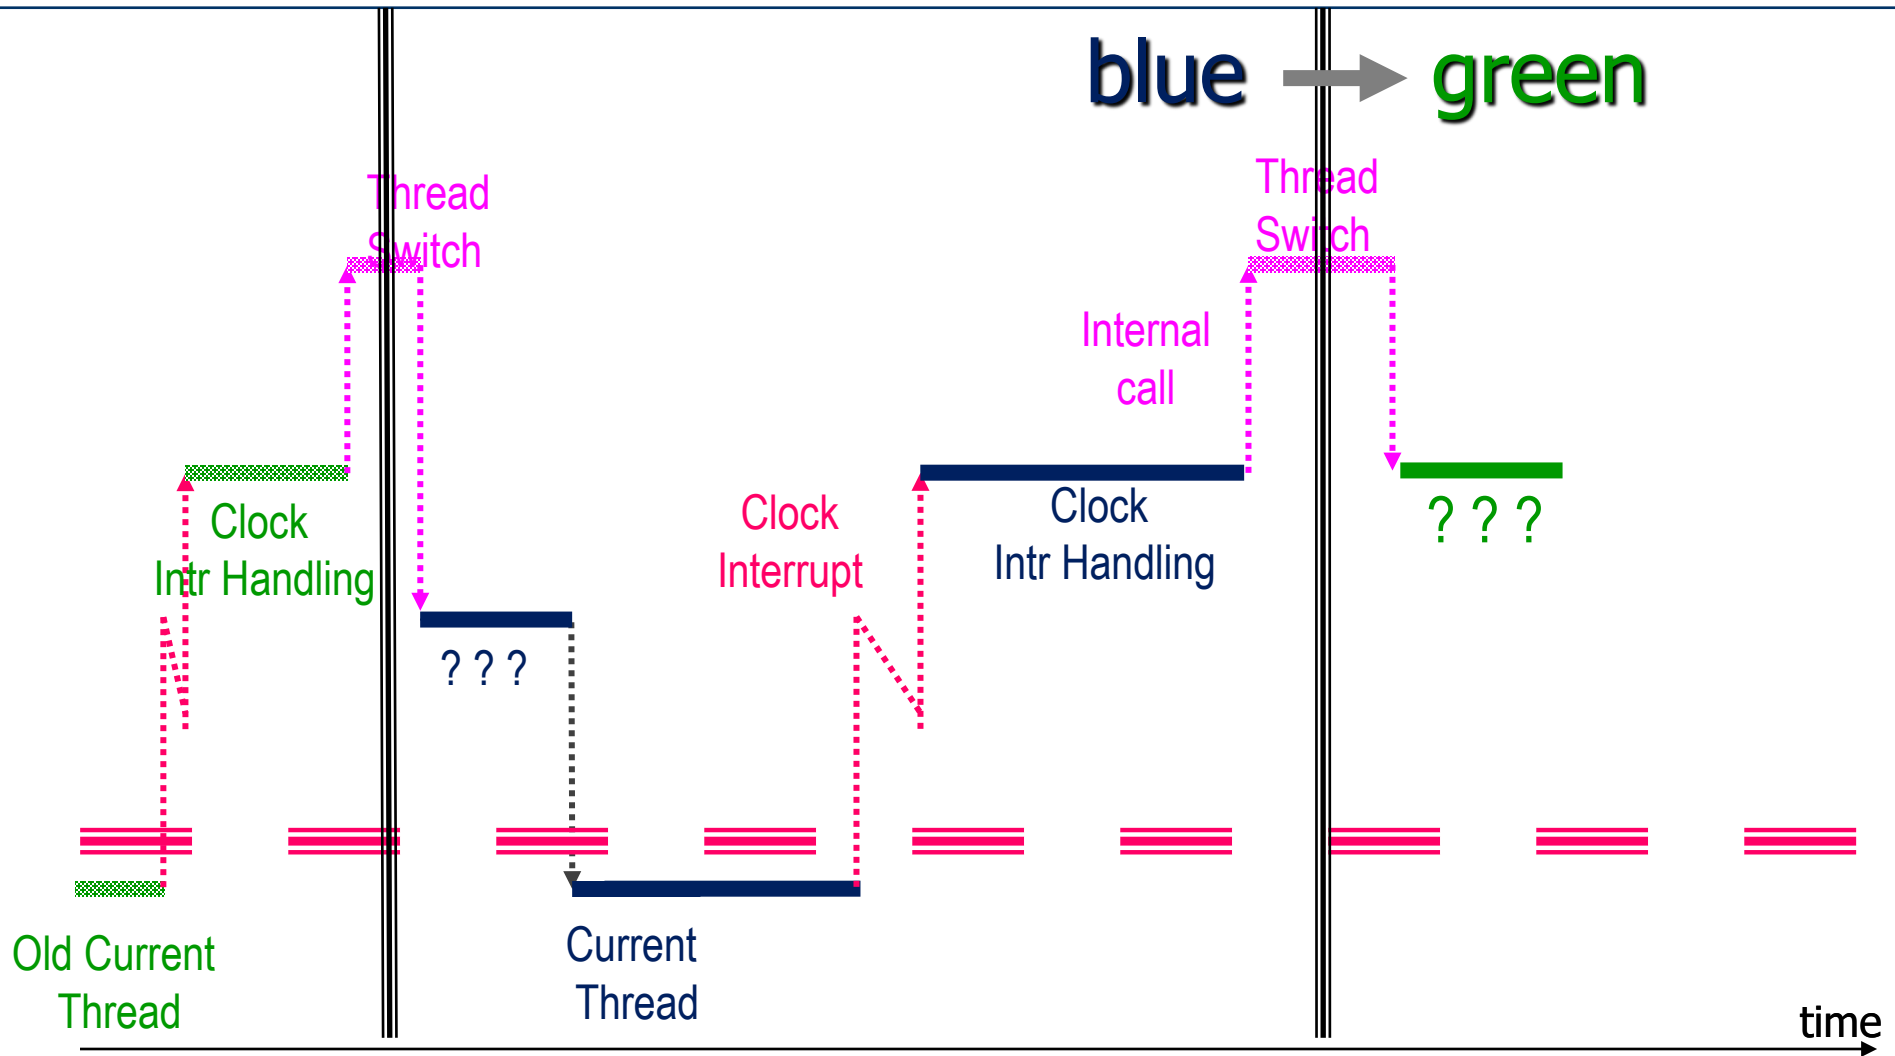 blue green
Thread
Switch
Thread
Switch
Internal
call
Clock
Intr Handling
Clock
Interrupt
Clock
Intr Handling
? ? ?
? ? ?
Old Current
Thread
Current
Thread
time